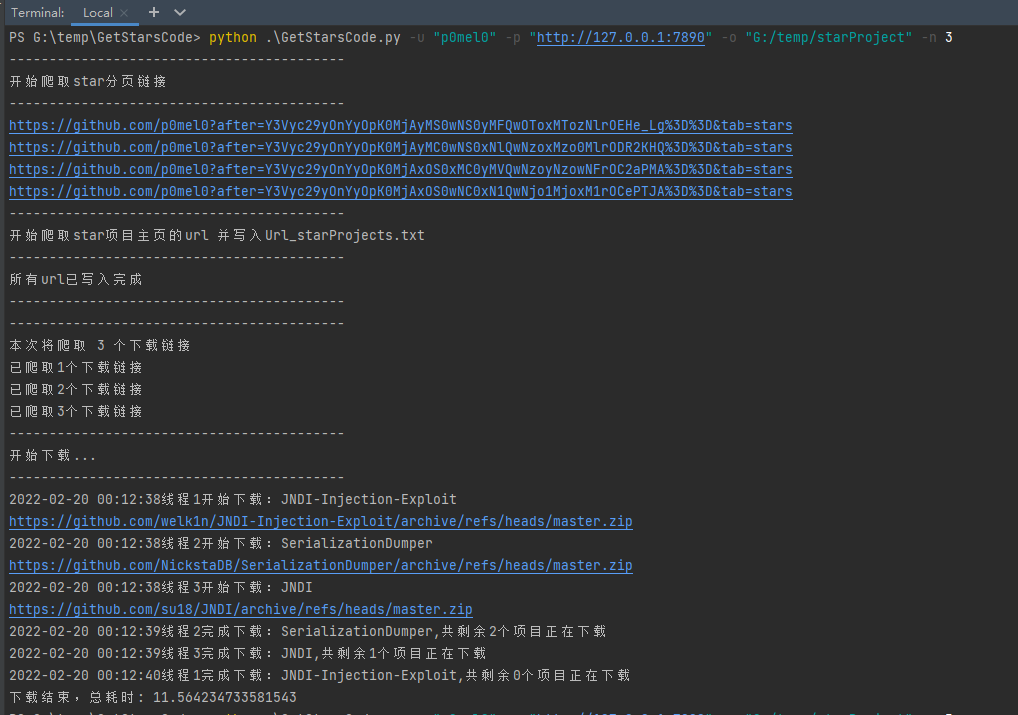 Terminal: Local × +
PS G:\temp\GetStarsCode> python .\GetStarsCode.py -u "p0mel0" -p "http://127.0.0.1:7890" -o "G:/temp/starProject" -n 3
------------------------------------------
开始爬取star分页链接
------------------------------------------
https://github.com/p0mel0?after=Y3Vyc29yOnYyOpK0MjAyMS0wNS0yMFQwOToxMTozNlrOEHe_Lg%3D%3D&tab=stars
https://github.com/p0mel0?after=Y3Vyc29yOnYyOpK0MjAyMC0wNS0xNlQwNzoxMzo0MlrODR2KHQ%3D%3D&tab=stars
https://github.com/p0mel0?after=Y3Vyc29yOnYyOpK0MjAxOS0xMC0yMVQwNzoyNzowNFrOC2aPMA%3D%3D&tab=stars
https://github.com/p0mel0?after=Y3Vyc29yOnYyOpK0MjAxOS0wNC0xN1QwNjo1MjoxM1rOCePTJA%3D%3D&tab=stars
------------------------------------------
开始爬取star项目主页的url 并写入Url_starProjects.txt
------------------------------------------
所有url已写入完成
------------------------------------------
------------------------------------------
本次将爬取 3 个下载链接
已爬取1个下载链接
已爬取2个下载链接
已爬取3个下载链接
------------------------------------------
开始下载...
------------------------------------------
2022-02-20 00:12:38线程1开始下载：JNDI-Injection-Exploit
https://github.com/welk1n/JNDI-Injection-Exploit/archive/refs/heads/master.zip
2022-02-20 00:12:38线程2开始下载：SerializationDumper
https://github.com/NickstaDB/SerializationDumper/archive/refs/heads/master.zip
2022-02-20 00:12:38线程3开始下载：JNDI
https://github.com/su18/JNDI/archive/refs/heads/master.zip
2022-02-20 00:12:39线程2完成下载：SerializationDumper,共剩余2个项目正在下载
2022-02-20 00:12:39线程3完成下载：JNDI,共剩余1个项目正在下载
2022-02-20 00:12:40线程1完成下载：JNDI-Injection-Exploit,共剩余0个项目正在下载
下载结束，总耗时：11.564234733581543